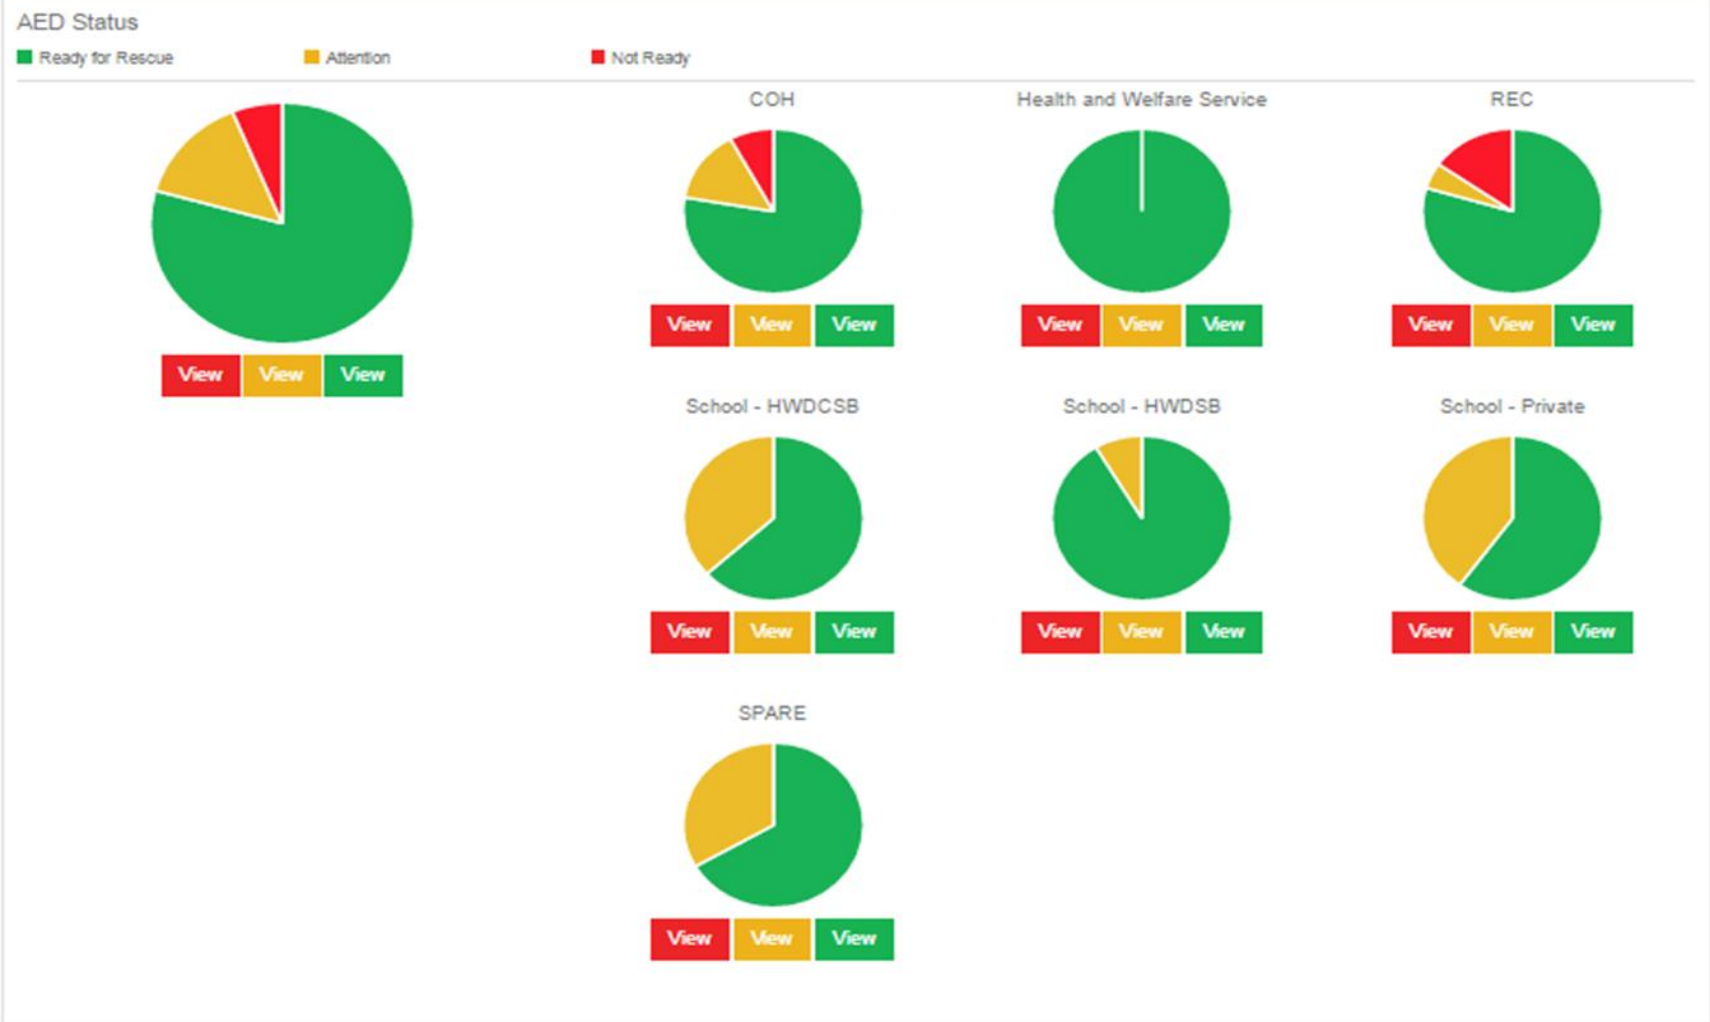 AED Status
Ready for Rescue Attention Not Ready
COH Health and Welfare Service REC
View View View View View View View View View
View View View
School - HWDCSB School - HWDSB School - Private
View View View View View View View View View
SPARE
View View View